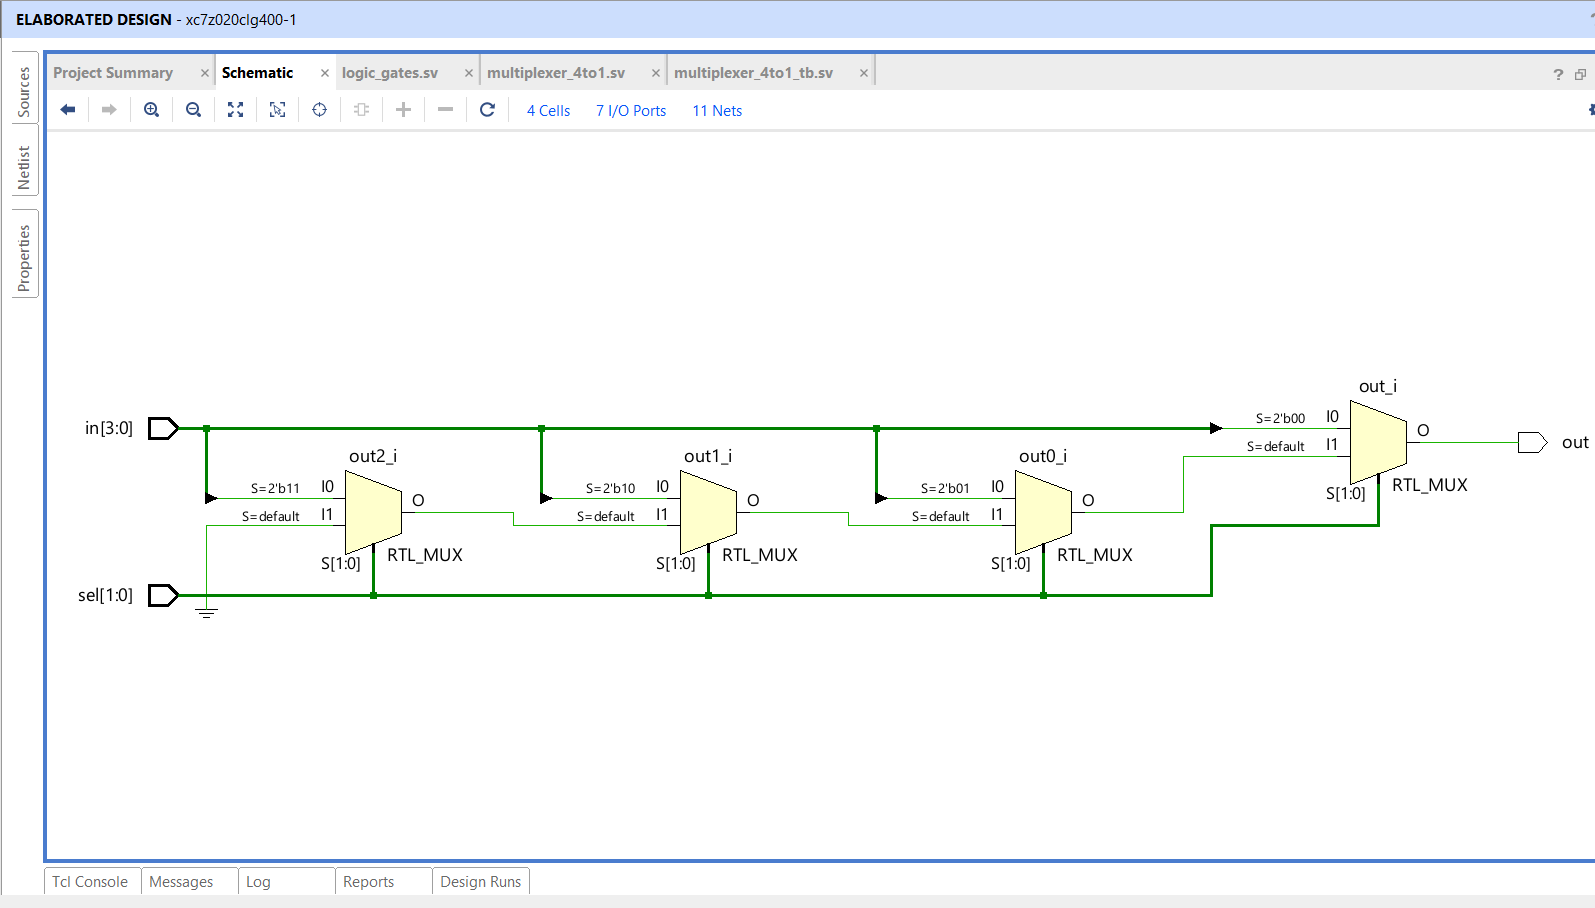 ELABORATED DESIGN - xc7z020clg400-1
Sources
Netlist
Properties
Project Summary × Schematic × logic_gates.sv × multiplexer_4to1.sv × multiplexer_4to1_tb.sv ×
?
4 Cells 7 I/O Ports 11 Nets
out_i
in[3:0]
S=2'b00 I0
O
S=default I1
out
RTL_MUX
S[1:0]
out2_i out1_i out0_i
S=2'b11 I0 S=2'b10 I0 S=2'b01 I0
O O O
S=default I1 S=default I1 S=default I1
RTL_MUX RTL_MUX RTL_MUX
S[1:0] S[1:0] S[1:0]
sel[1:0]
Tcl Console Messages Log Reports Design Runs